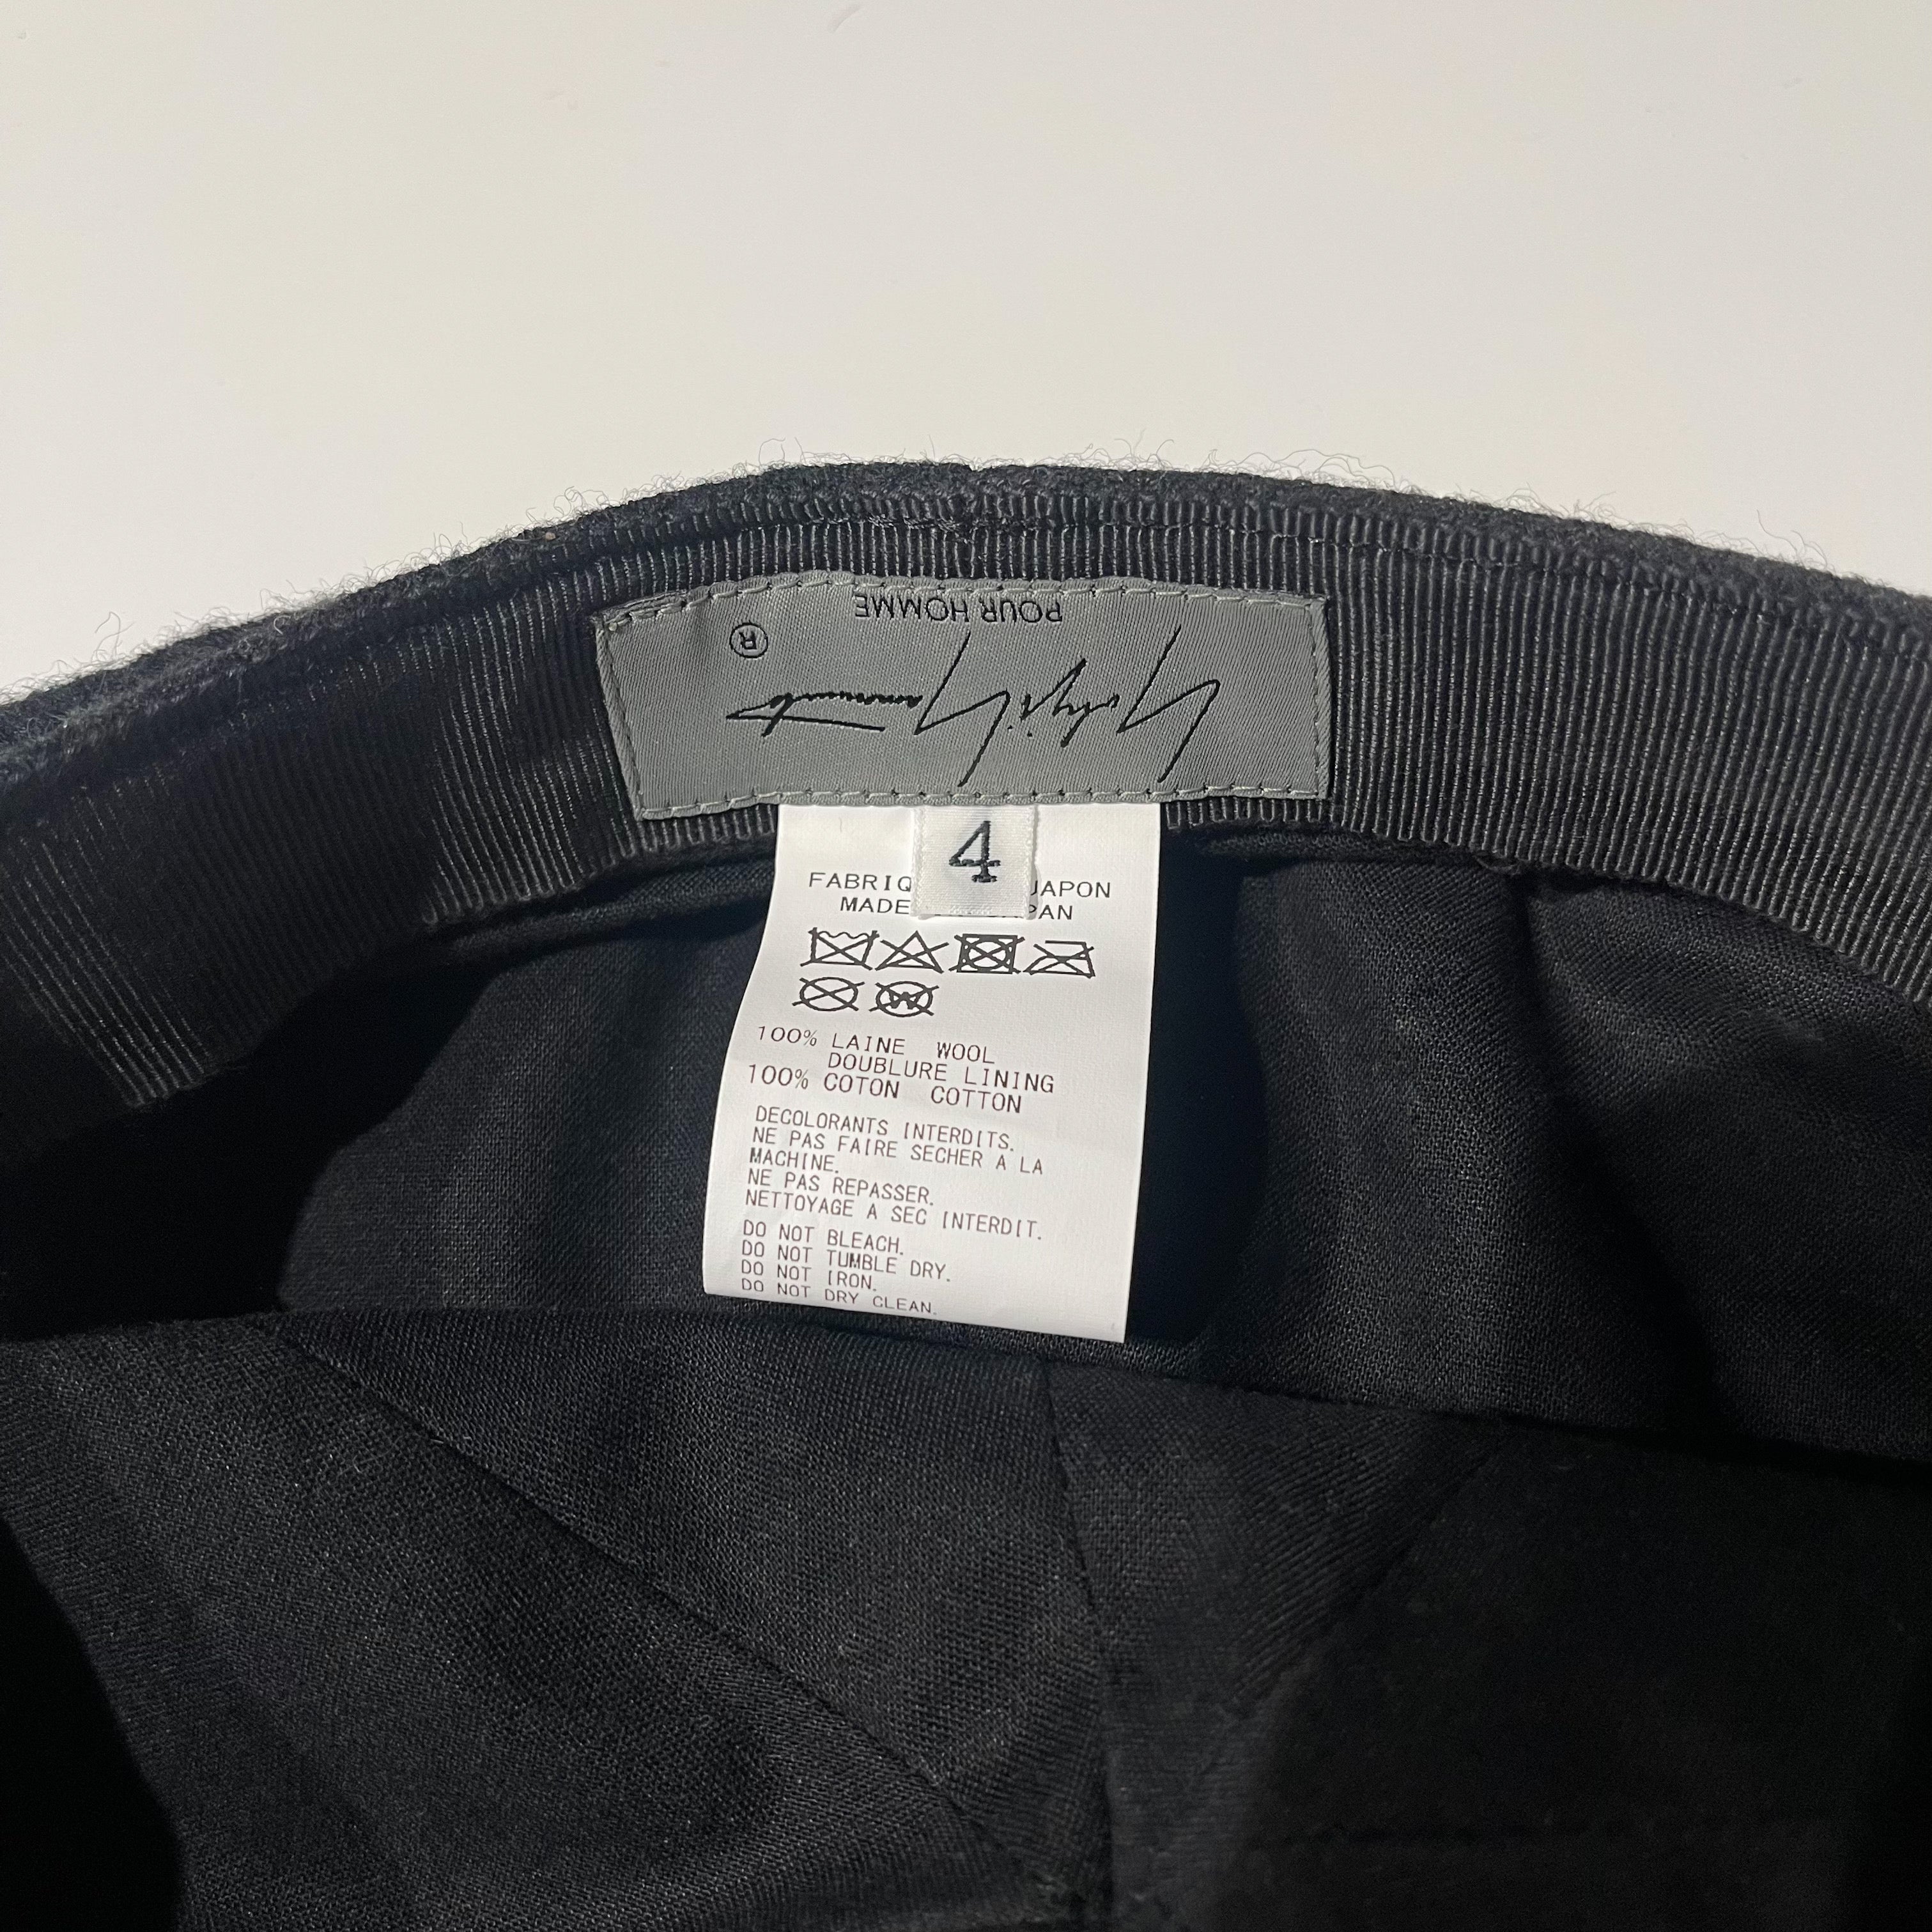 POUR HOMME
Yohji Yamamoto
®
4
FABRIQ JAPON
MADE PAN
W
100% LAINE WOOL
DOUBLURE LINING
100% COTON COTTON
DECOLORANTS INTERDITS.
NE PAS FAIRE SECHER A LA
MACHINE.
NE PAS REPASSER.
NETTOYAGE A SEC INTERDIT.
DO NOT BLEACH.
DO NOT TUMBLE DRY.
DO NOT IRON.
DO NOT DRY CLEAN.